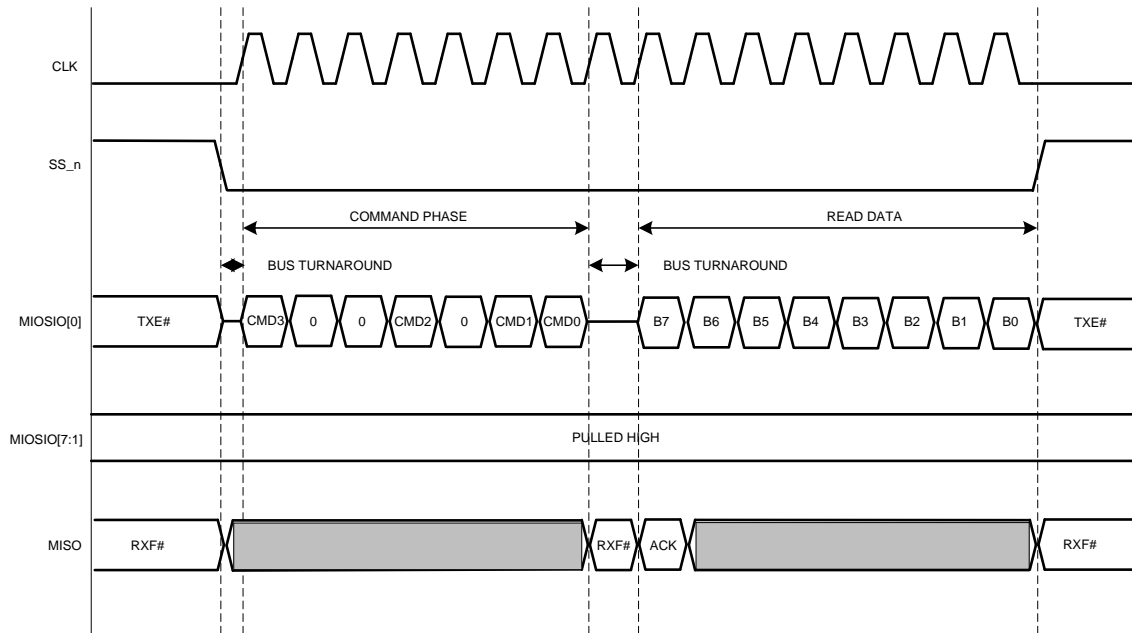 CLK
SS_n
COMMAND PHASE READ DATA
BUS TURNAROUND BUS TURNAROUND
MIOSIO[0] TXE# CMD3 0 0 CMD2 0 CMD1 CMD0 B7 B6 B5 B4 B3 B2 B1 B0 TXE#
MIOSIO[7:1] PULLED HIGH
MISO RXF# RXF# ACK RXF#